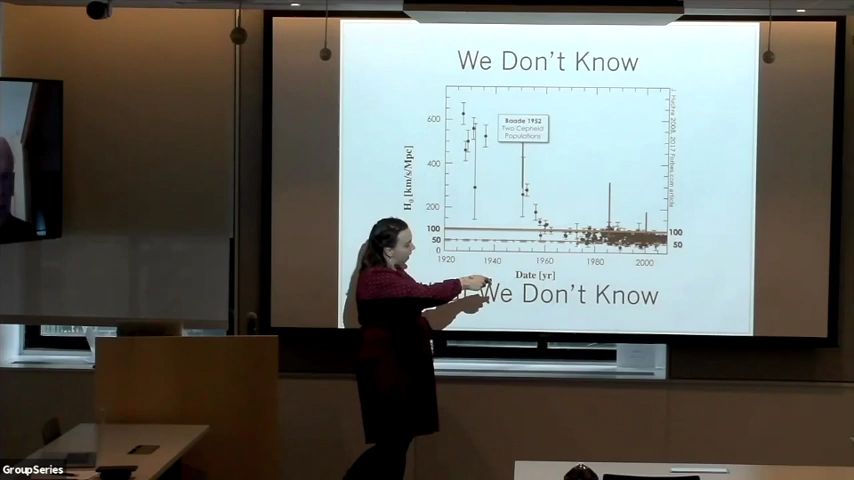 We Don't Know
Baade 1952
Two Cepheid
Populations
600
400
200
100
50
0
H₀ [km/s/Mpc]
100
50
1920
1940
1960
1980
2000
Date [yr]
We Don't Know
GroupSeries